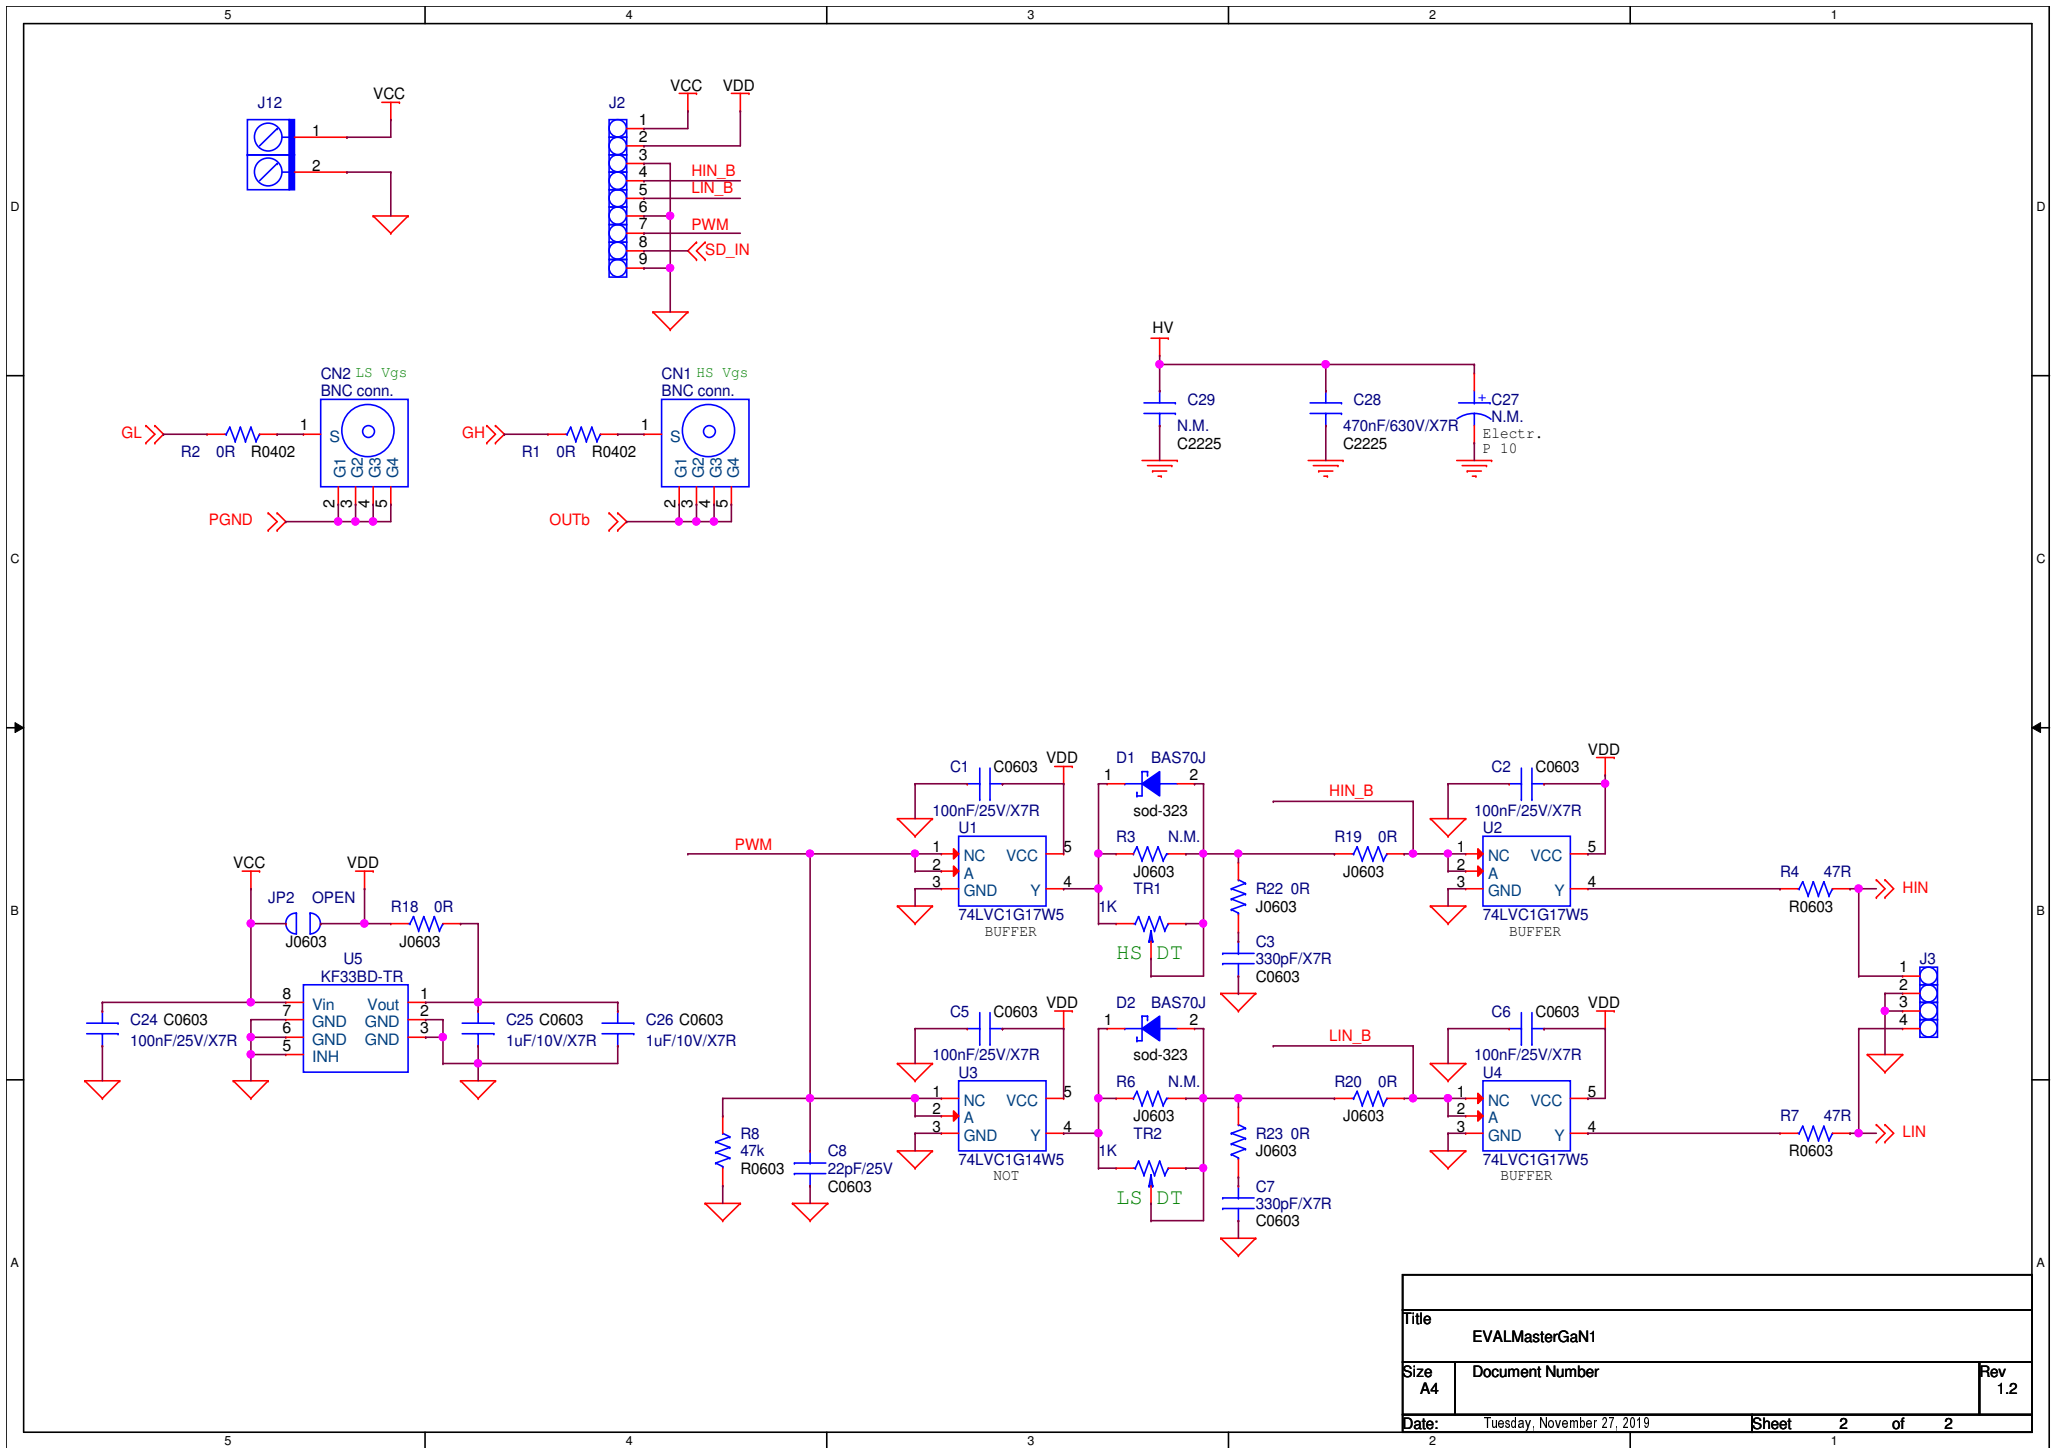 5 4 3 2 1
D D
C C
B B
A A
J12
VCC
1
2
J2
VCC VDD
1
2
3
4 HIN_B
5 LIN_B
6
7 PWM
8 SD_IN
9
CN2 LS Vgs
BNC conn.
GL
R2 0R R0402
1
S
G1 G2 G3 G4
2 3 4 5
PGND
CN1 HS Vgs
BNC conn.
GH
R1 0R R0402
1
S
G1 G2 G3 G4
2 3 4 5
OUTb
HV
C29
N.M.
C2225
C28
470nF/630V/X7R
C2225
+ C27
N.M.
Electr.
P 10
VCC VDD
JP2 OPEN
J0603
R18 0R
J0603
U5
KF33BD-TR
8 Vin Vout 1
7 GND GND 2
6 GND GND 3
5 INH
C24 C0603
100nF/25V/X7R
C25 C0603
1uF/10V/X7R
C26 C0603
1uF/10V/X7R
PWM
C1 C0603
100nF/25V/X7R
VDD
U1
1 NC VCC 5
2 A
3 GND Y 4
74LVC1G17W5
BUFFER
D1 BAS70J
1 2
sod-323
R3 N.M.
J0603
TR1
1K
HS DT
R22 0R
J0603
C3
330pF/X7R
C0603
HIN_B
R19 0R
J0603
C2 C0603
100nF/25V/X7R
VDD
U2
1 NC VCC 5
2 A
3 GND Y 4
74LVC1G17W5
BUFFER
R4 47R
R0603
HIN
J3
1
2
3
4
R8
47k
R0603
C8
22pF/25V
C0603
C5 C0603
100nF/25V/X7R
VDD
U3
1 NC VCC 5
2 A
3 GND Y 4
74LVC1G14W5
NOT
D2 BAS70J
1 2
sod-323
R6 N.M.
J0603
TR2
1K
LS DT
R23 0R
J0603
C7
330pF/X7R
C0603
LIN_B
R20 0R
J0603
C6 C0603
100nF/25V/X7R
VDD
U4
1 NC VCC 5
2 A
3 GND Y 4
74LVC1G17W5
BUFFER
R7 47R
R0603
LIN
Title
EVALMasterGaN1
Size Document Number Rev
A4 1.2
Date: Tuesday, November 27, 2019 Sheet 2 of 2
5 4 3 2 1